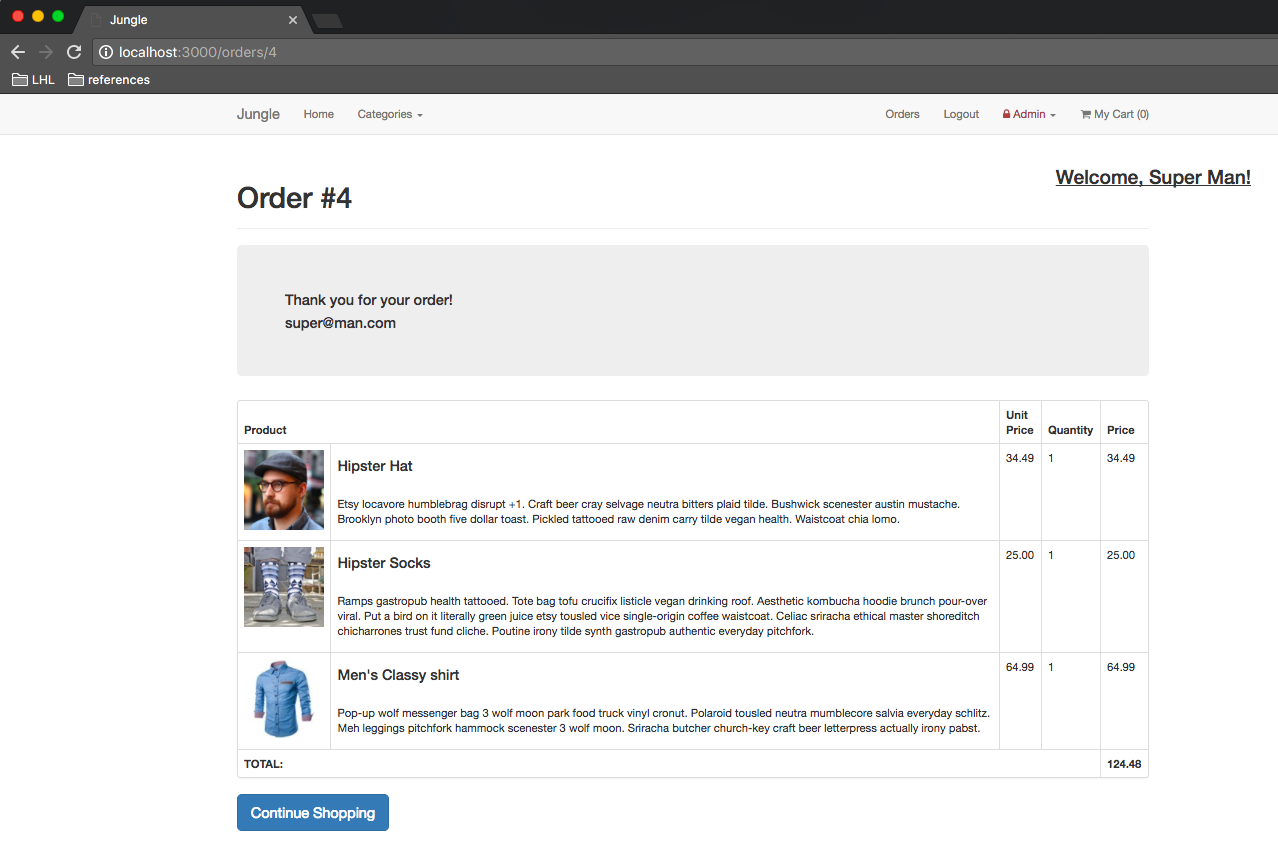 Jungle
localhost:3000/orders/4
LHL references
Jungle Home Categories Orders Logout Admin My Cart (0)
Welcome, Super Man!
Order #4
Thank you for your order!
super@man.com
Product Unit Price Quantity Price
Hipster Hat 34.49 1 34.49
Etsy locavore humblebrag disrupt +1. Craft beer cray selvage neutra bitters plaid tilde. Bushwick scenester austin mustache.
Brooklyn photo booth five dollar toast. Pickled tattooed raw denim carry tilde vegan health. Waistcoat chia lomo.
Hipster Socks 25.00 1 25.00
Ramps gastropub health tattooed. Tote bag tofu crucifix listicle vegan drinking roof. Aesthetic kombucha hoodie brunch pour-over
viral. Put a bird on it literally green juice etsy tousled vice single-origin coffee waistcoat. Celiac sriracha ethical master shoreditch
chicharrones trust fund cliche. Poutine irony tilde synth gastropub authentic everyday pitchfork.
Men's Classy shirt 64.99 1 64.99
Pop-up wolf messenger bag 3 wolf moon park food truck vinyl cronut. Polaroid tousled neutra mumblecore salvia everyday schlitz.
Meh leggings pitchfork hammock scenester 3 wolf moon. Sriracha butcher church-key craft beer letterpress actually irony pabst.
TOTAL: 124.48
Continue Shopping